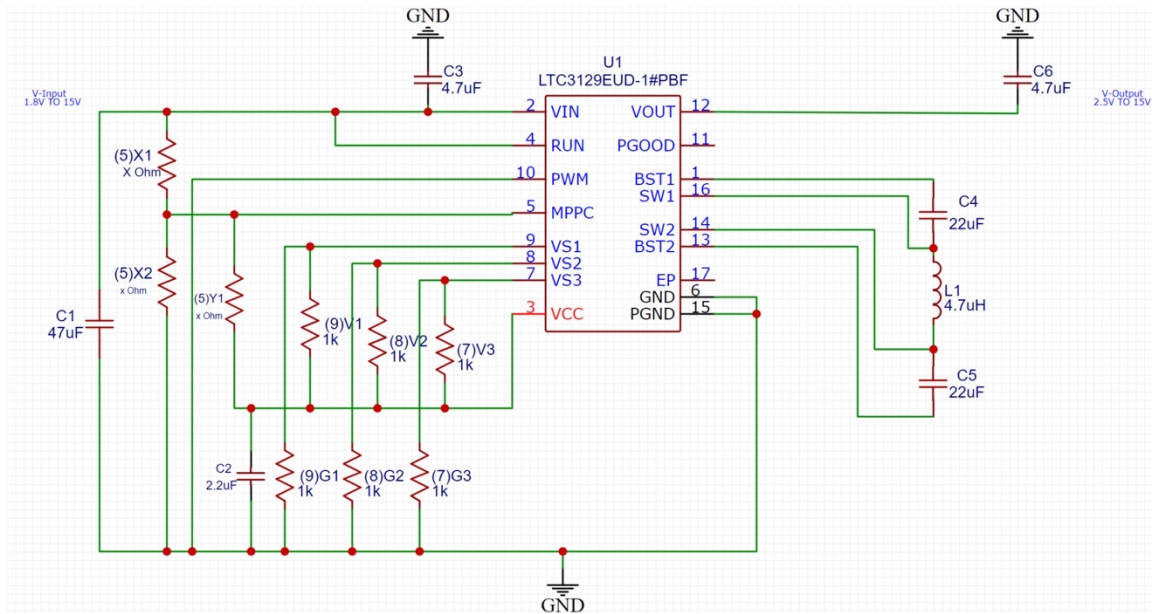 GND
GND
U1
LTC3129EUD-1#PBF
C3
4.7uF
C6
4.7uF
V-Input
1.8V TO 15V
V-Output
2.5V TO 15V
2 VIN VOUT 12
4 RUN PGOOD 11
10 PWM BST1 1
SW1 16
5 MPPC SW2 14
9 VS1 BST2 13
8 VS2
7 VS3 EP 17
GND 6
3 VCC PGND 15
(5)X1
X Ohm
(5)X2
x Ohm
(5)Y1
x Ohm
C4
22uF
L1
4.7uH
C5
22uF
C1
47uF
(9)V1
1k
(8)V2
1k
(7)V3
1k
C2
2.2uF
(9)G1
1k
(8)G2
1k
(7)G3
1k
GND